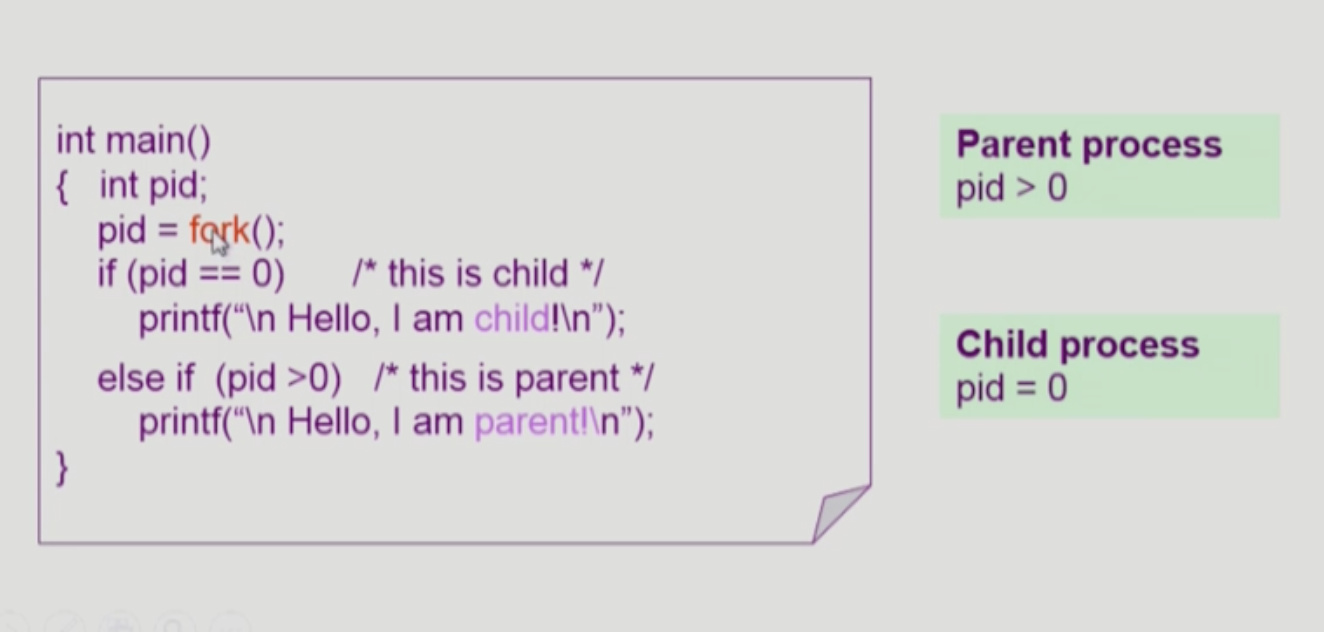 int main()
{ int pid;
pid = fork();
if (pid == 0) /* this is child */
printf(“\n Hello, I am child!\n”);
else if (pid >0) /* this is parent */
printf(“\n Hello, I am parent!\n”);
}
Parent process
pid > 0
Child process
pid = 0